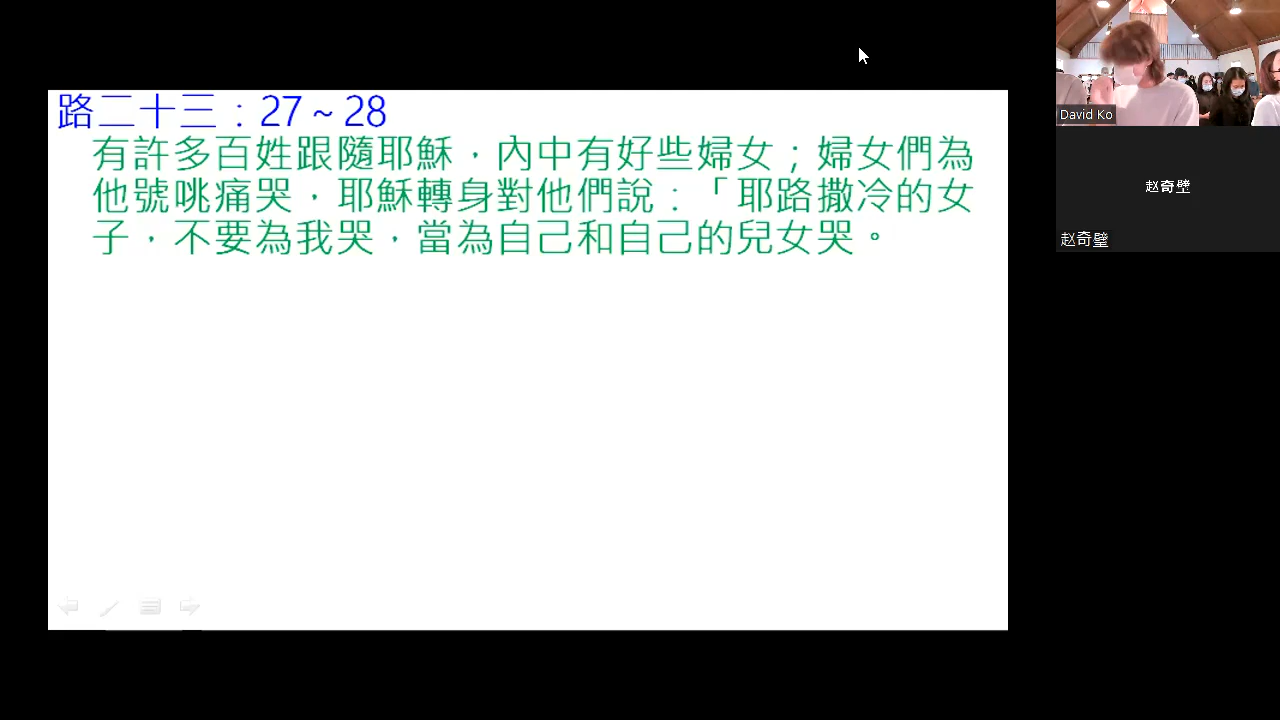 路二十三：27～28
有許多百姓跟隨耶穌，內中有好些婦女；婦女們為
他號咷痛哭，耶穌轉身對他們說：「耶路撒冷的女
子，不要為我哭，當為自己和自己的兒女哭。
David Ko
赵奇壁
赵奇璧